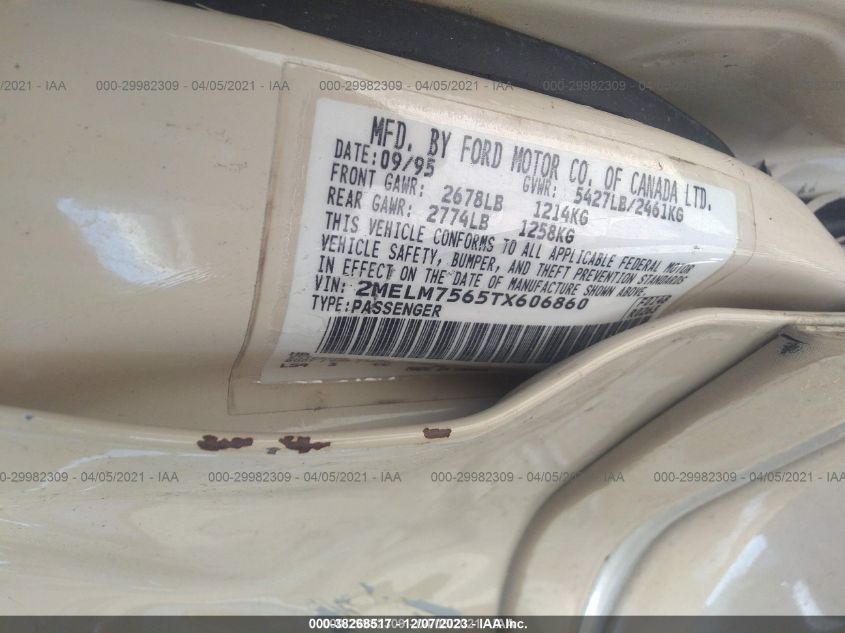 000-29982309 - 04/05/2021 - IAA
MFD. BY FORD MOTOR CO. OF CANADA LTD.
DATE: 09/95 GVWR: 5427LB/2461KG
FRONT GAWR: 2678LB 1214KG
REAR GAWR: 2774LB 1258KG
THIS VEHICLE CONFORMS TO ALL APPLICABLE FEDERAL MOTOR
VEHICLE SAFETY, BUMPER, AND THEFT PREVENTION STANDARDS
IN EFFECT ON THE DATE OF MANUFACTURE SHOWN ABOVE.
VIN: 2MELM7565TX606860
TYPE: PASSENGER
000-29982309 - 04/05/2021 - IAA
000-38268517 - 12/07/2023 - IAA, Inc.